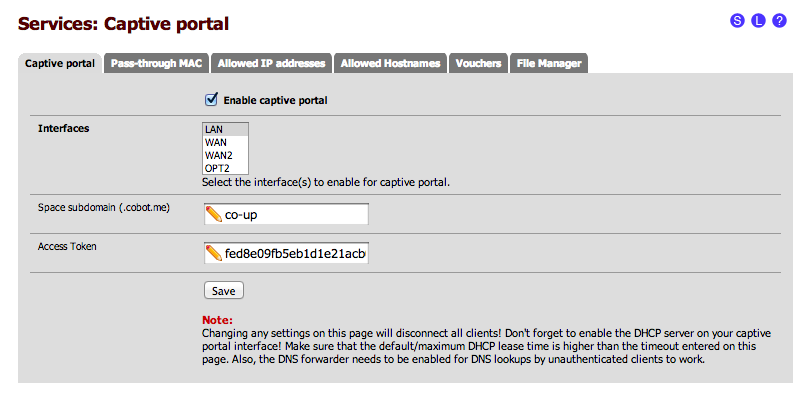 Services: Captive portal
S L ?
Captive portal Pass-through MAC Allowed IP addresses Allowed Hostnames Vouchers File Manager
Enable captive portal
Interfaces
LAN
WAN
WAN2
OPT2
Select the interface(s) to enable for captive portal.
Space subdomain (.cobot.me) co-up
Access Token fed8e09fb5eb1d1e21acb
Save
Note:
Changing any settings on this page will disconnect all clients! Don't forget to enable the DHCP server on your captive
portal interface! Make sure that the default/maximum DHCP lease time is higher than the timeout entered on this
page. Also, the DNS forwarder needs to be enabled for DNS lookups by unauthenticated clients to work.